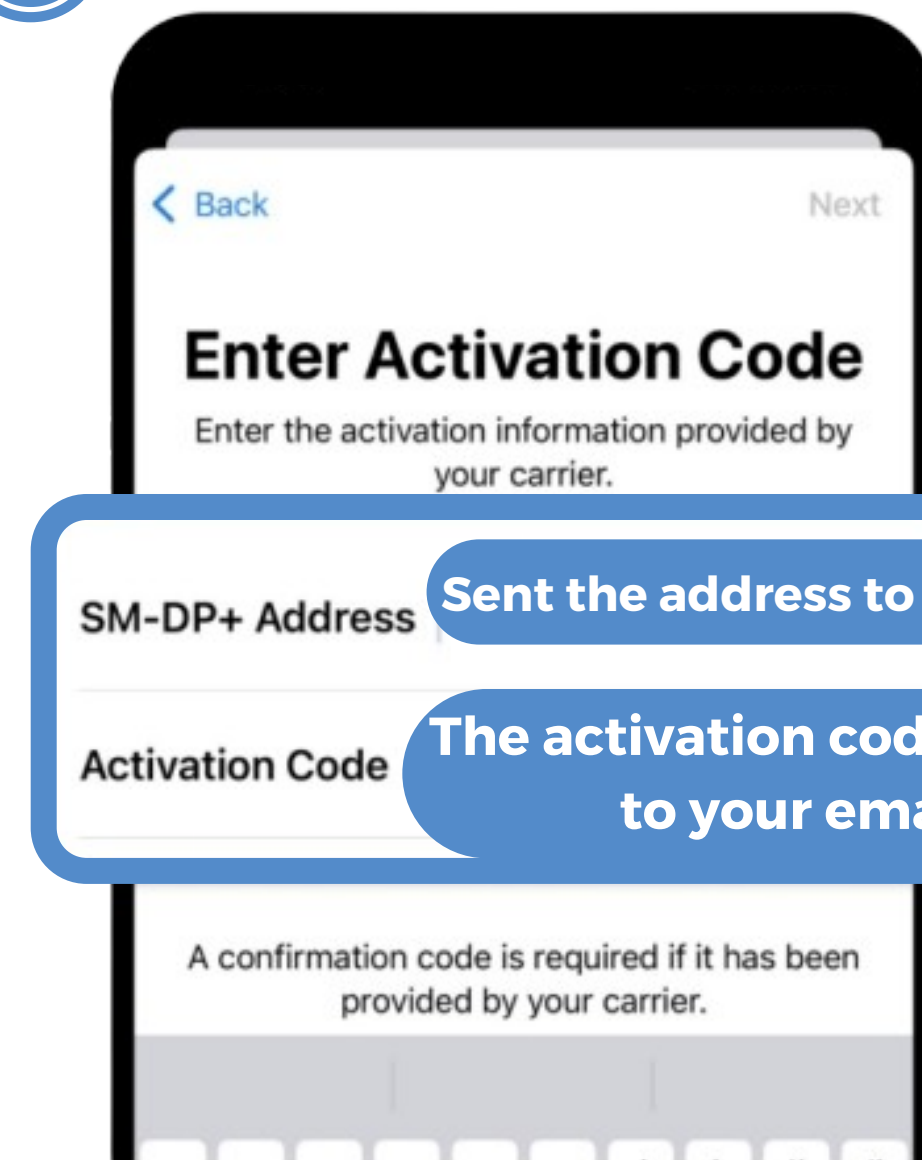 Back
Next
Enter Activation Code
Enter the activation information provided by
your carrier.
SM-DP+ Address
Sent the address to
Activation Code
The activation
to your
A confirmation code is required if it has been
provided by your carrier.